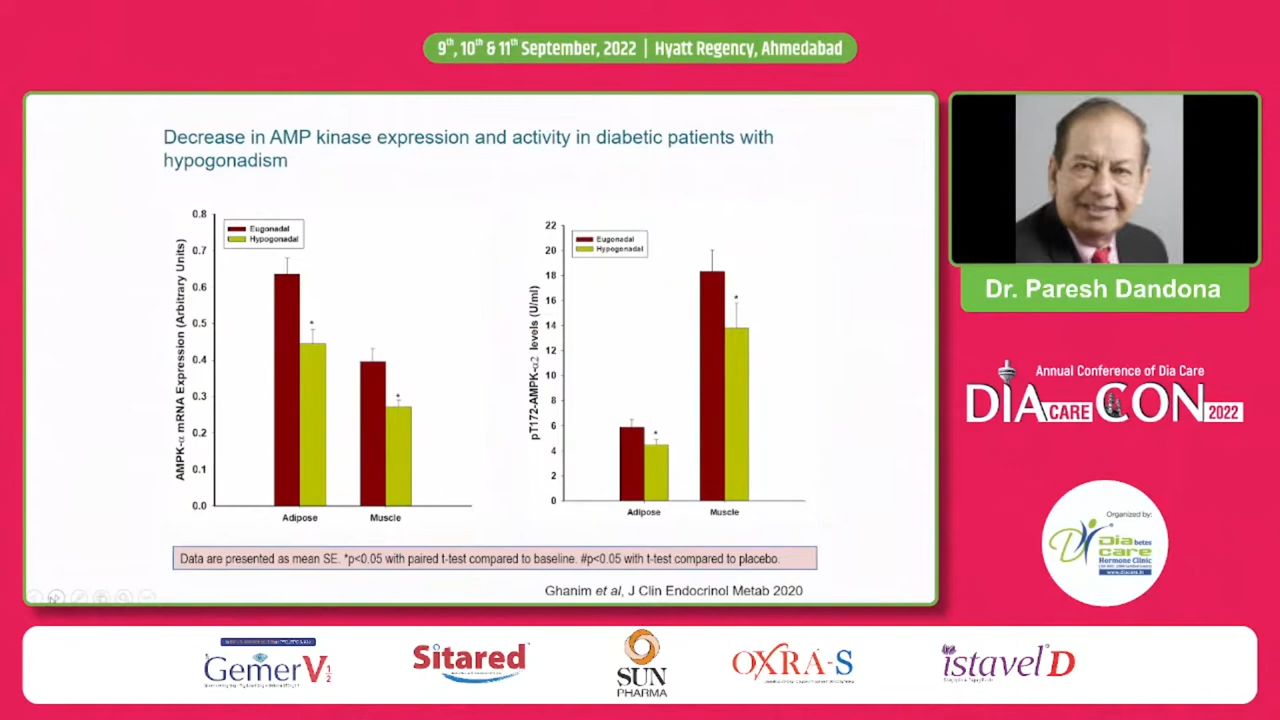 9th, 10th & 11th September, 2022 | Hyatt Regency, Ahmedabad
Decrease in AMP kinase expression and activity in diabetic patients with
hypogonadism
AMPK-α mRNA Expression (Arbitrary Units)
0.8
0.7
0.6
0.5
0.4
0.3
0.2
0.1
0.0
Eugonadal
Hypogonadal
*
*
Adipose
Muscle
pT172-AMPK-α2 levels (U/ml)
22
20
18
16
14
12
10
8
6
4
2
0
Eugonadal
Hypogonadal
*
*
Adipose
Muscle
Data are presented as mean SE. *p<0.05 with paired t-test compared to baseline. #p<0.05 with t-test compared to placebo.
Ghanim et al, J Clin Endocrinol Metab 2020
Dr. Paresh Dandona
Annual Conference of Dia Care
DIA CARE CON 2022
Organized by:
Diabetes
care
Hormone Clinic
www.diacare.in
Gemer V 1/2
Sitared
SUN
PHARMA
OXRA-S
istavel D